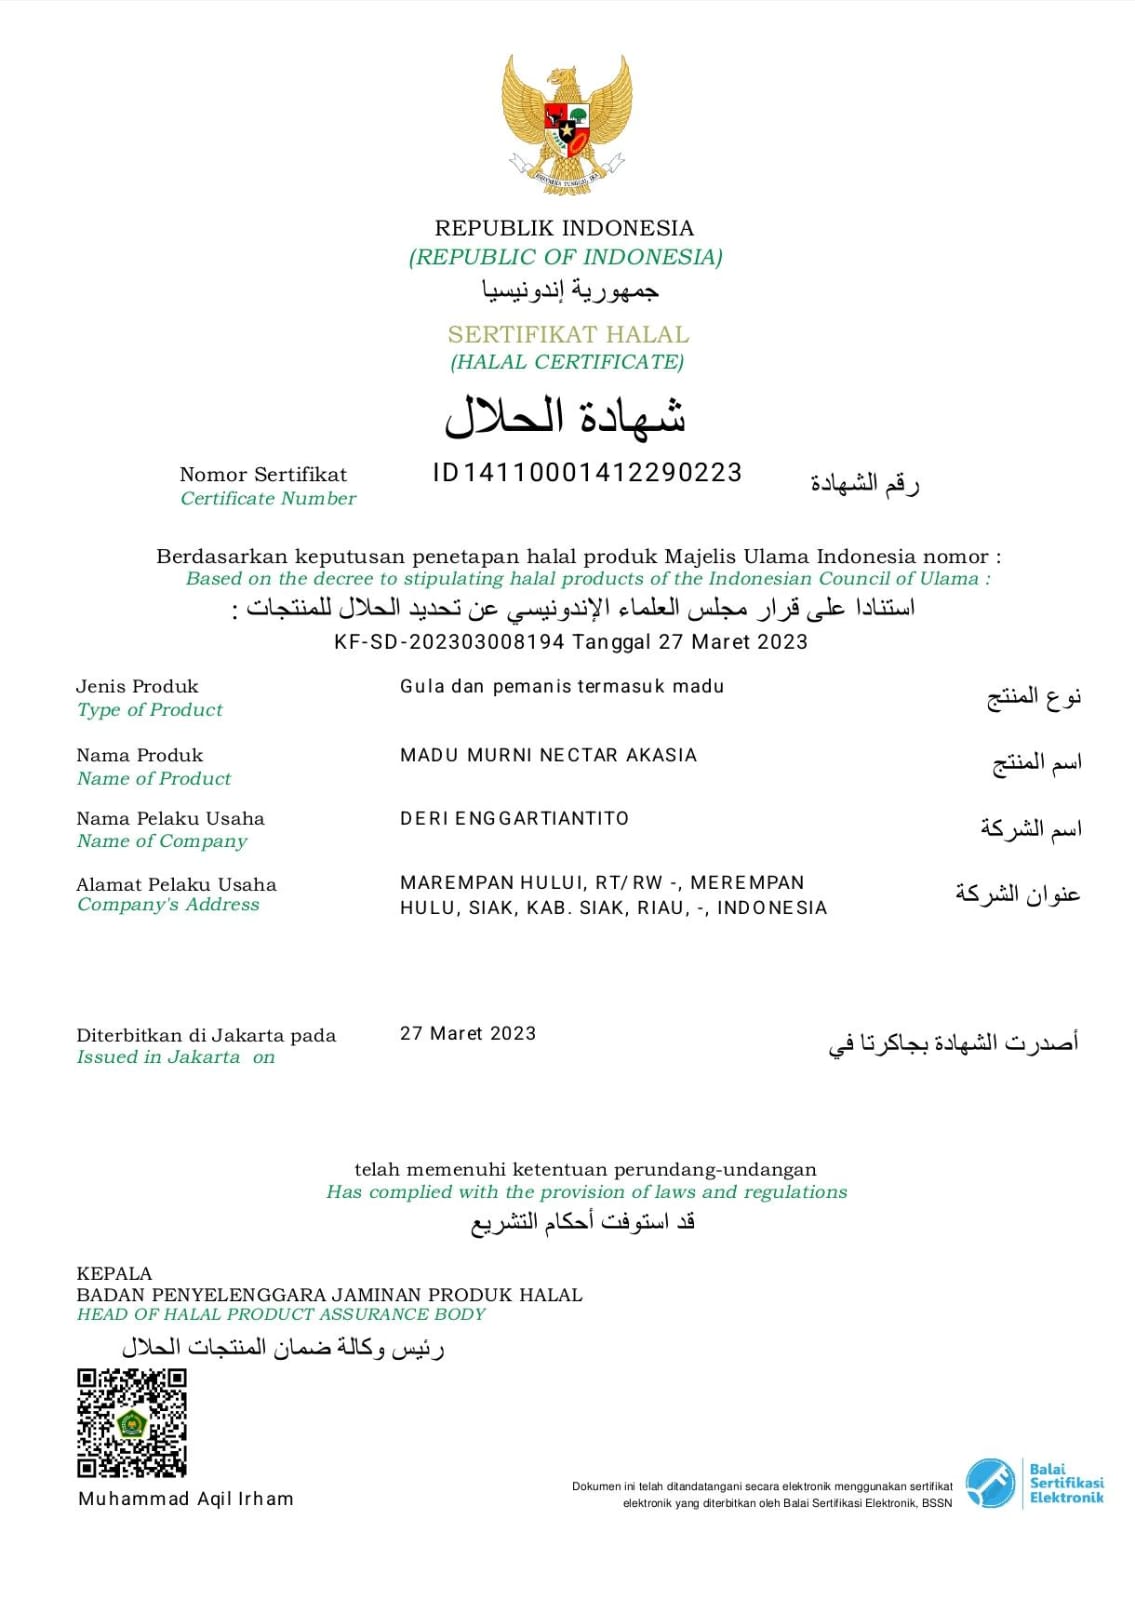 REPUBLIK INDONESIA
(REPUBLIC OF INDONESIA)
جمهورية إندونيسيا
SERTIFIKAT HALAL
(HALAL CERTIFICATE)
شهادة الحلال
Nomor Sertifikat ID14110001412290223 رقم الشهادة
Certificate Number
Berdasarkan keputusan penetapan halal produk Majelis Ulama Indonesia nomor :
Based on the decree to stipulating halal products of the Indonesian Council of Ulama :
استنادا على قرار مجلس العلماء الإندونيسي عن تحديد الحلال للمنتجات :
KF-SD-202303008194 Tanggal 27 Maret 2023
Jenis Produk Gula dan pemanis termasuk madu نوع المنتج
Type of Product
Nama Produk MADU MURNI NECTAR AKASIA اسم المنتج
Name of Product
Nama Pelaku Usaha DERI ENGGARTIANTITO اسم الشركة
Name of Company
Alamat Pelaku Usaha MAREMPAN HULUI, RT/RW -, MEREMPAN عنوان الشركة
Company's Address HULU, SIAK, KAB. SIAK, RIAU, -, INDONESIA
Diterbitkan di Jakarta pada 27 Maret 2023 أصدرت الشهادة بجاكرتا في
Issued in Jakarta on
telah memenuhi ketentuan perundang-undangan
Has complied with the provision of laws and regulations
قد استوفت أحكام التشريع
KEPALA
BADAN PENYELENGGARA JAMINAN PRODUK HALAL
HEAD OF HALAL PRODUCT ASSURANCE BODY
رئيس وكالة ضمان المنتجات الحلال
Muhammad Aqil Irham
Dokumen ini telah ditandatangani secara elektronik menggunakan sertifikat
elektronik yang diterbitkan oleh Balai Sertifikasi Elektronik, BSSN
Balai
Sertifikasi
Elektronik